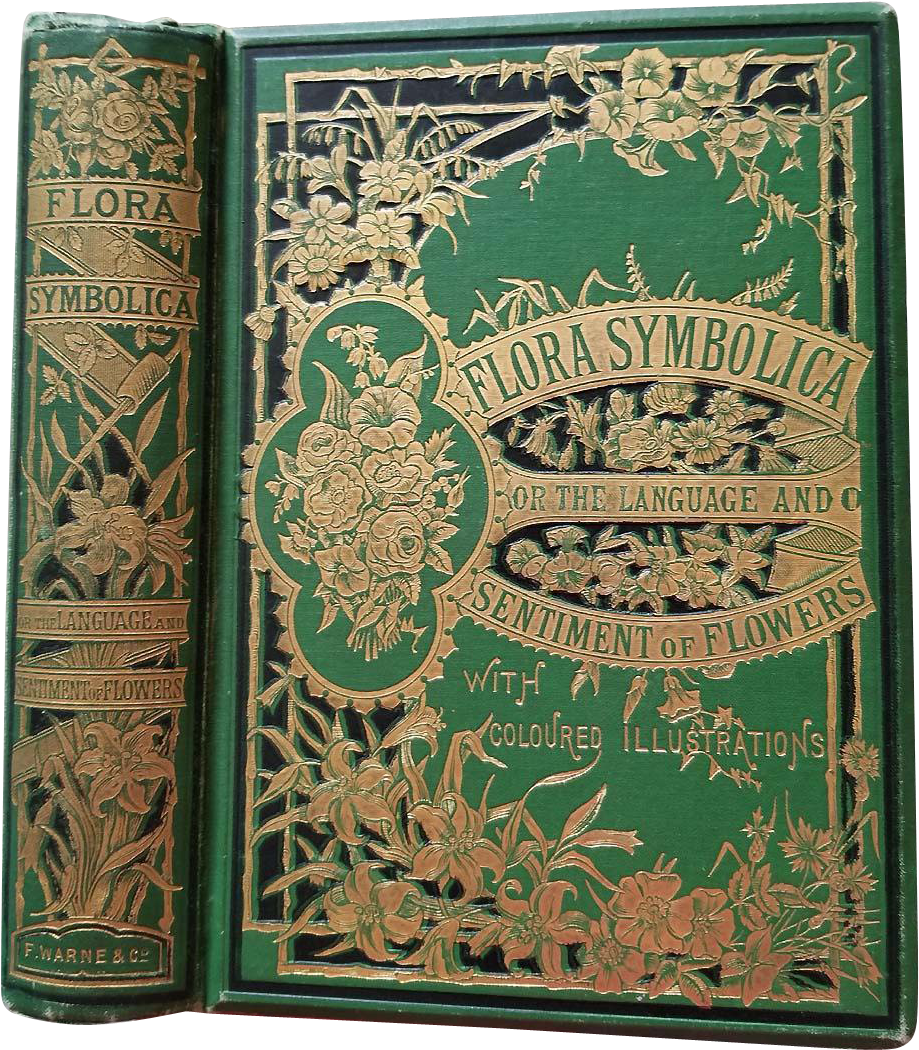 FLORA
SYMBOLICA
OR THE LANGUAGE AND
SENTIMENT OF FLOWERS
F. WARNE & Co
FLORA SYMBOLICA
OR THE LANGUAGE AND
SENTIMENT OF FLOWERS
WITH
COLOURED ILLUSTRATIONS